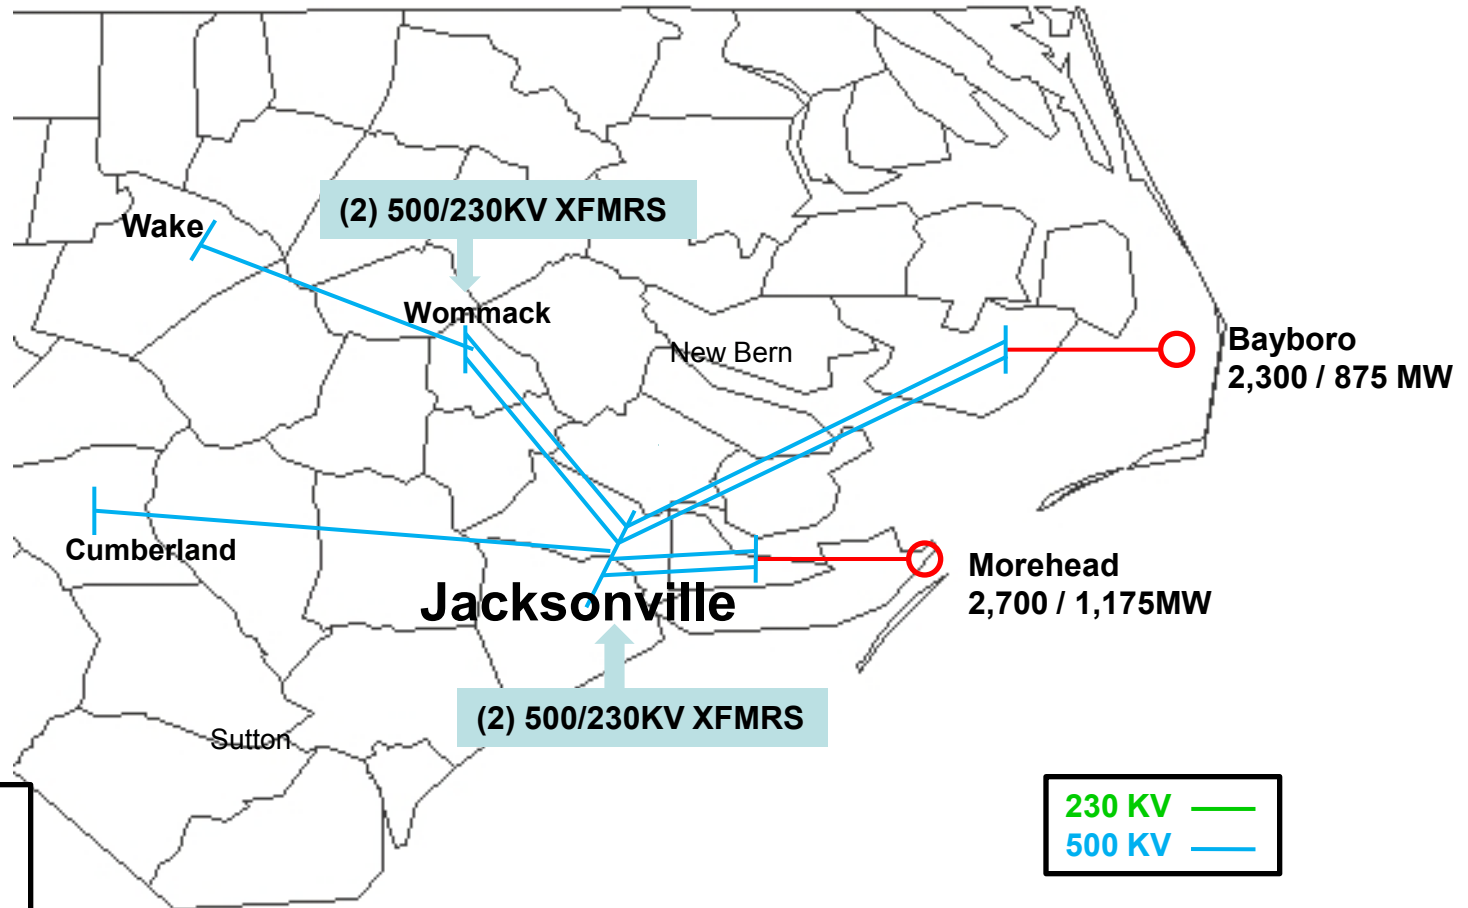 (2) 500/230KV XFMRS
Wake
Wommack
New Bern
Bayboro
2,300 / 875 MW
Cumberland
Morehead
2,700 / 1,175MW
Jacksonville
(2) 500/230KV XFMRS
Sutton
230 KV
500 KV